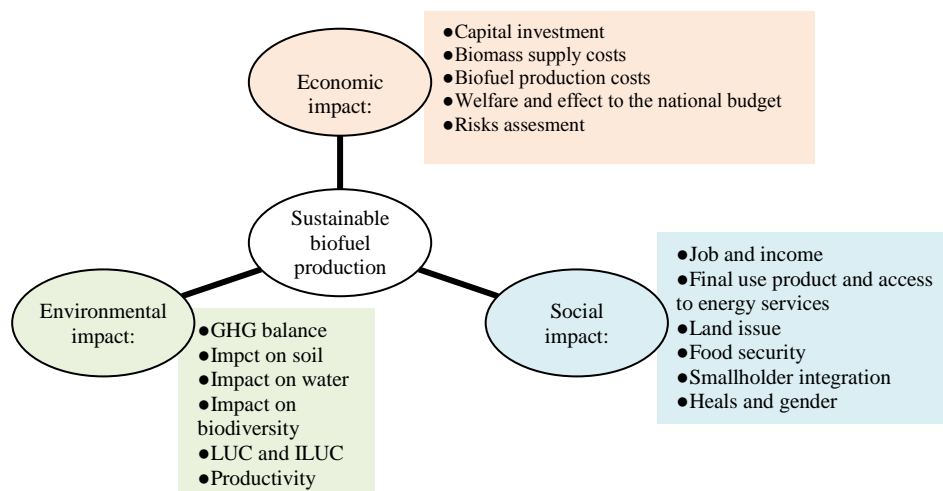 Economic
impact:
●Capital investment
●Biomass supply costs
●Biofuel production costs
●Welfare and effect to the national budget
●Risks assesment
Sustainable
biofuel
production
Environmental
impact:
●GHG balance
●Impct on soil
●Impact on water
●Impact on
biodiversity
●LUC and ILUC
●Productivity
Social
impact:
●Job and income
●Final use product and access
to energy services
●Land issue
●Food security
●Smallholder integration
●Heals and gender